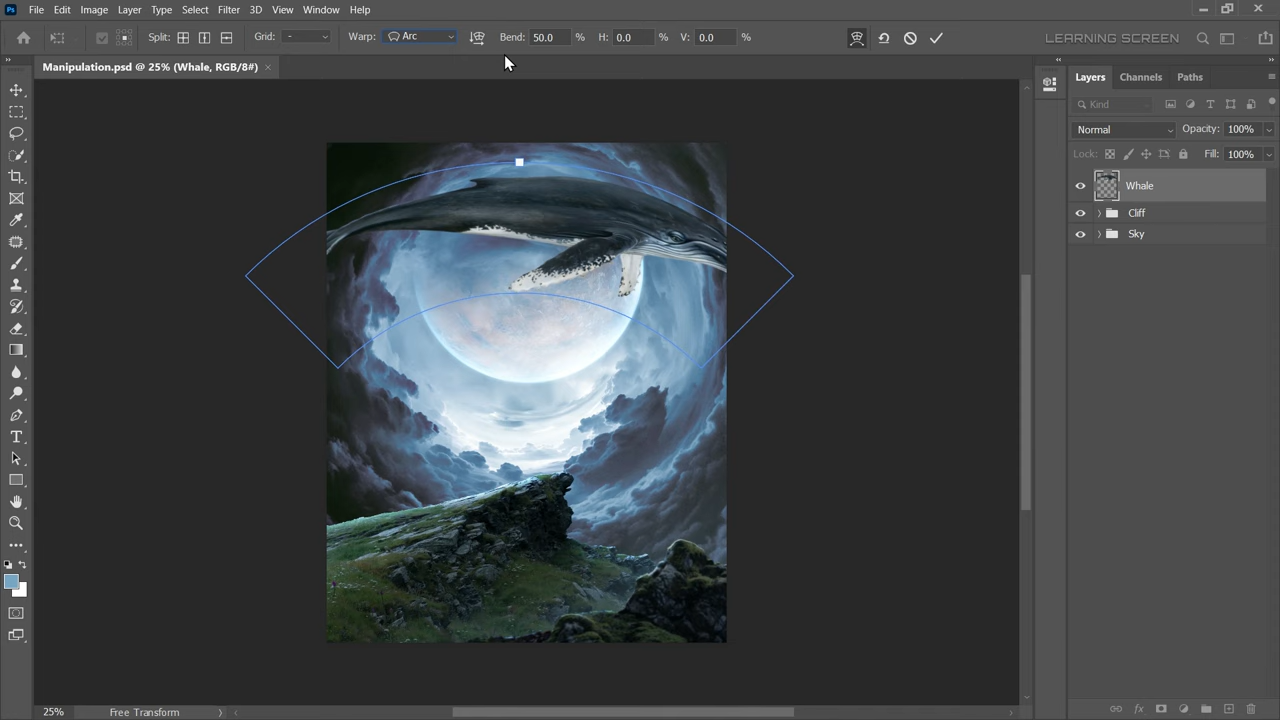 Ps File Edit Image Layer Type Select Filter 3D View Window Help
Split: Grid: - Warp: Arc Bend: 50.0 % H: 0.0 % V: 0.0 % LEARNING SCREEN
Manipulation.psd @ 25% (Whale, RGB/8#) ×
Layers Channels Paths
Kind
Normal Opacity: 100%
Lock: Fill: 100%
Whale
Cliff
Sky
25% Free Transform
fx